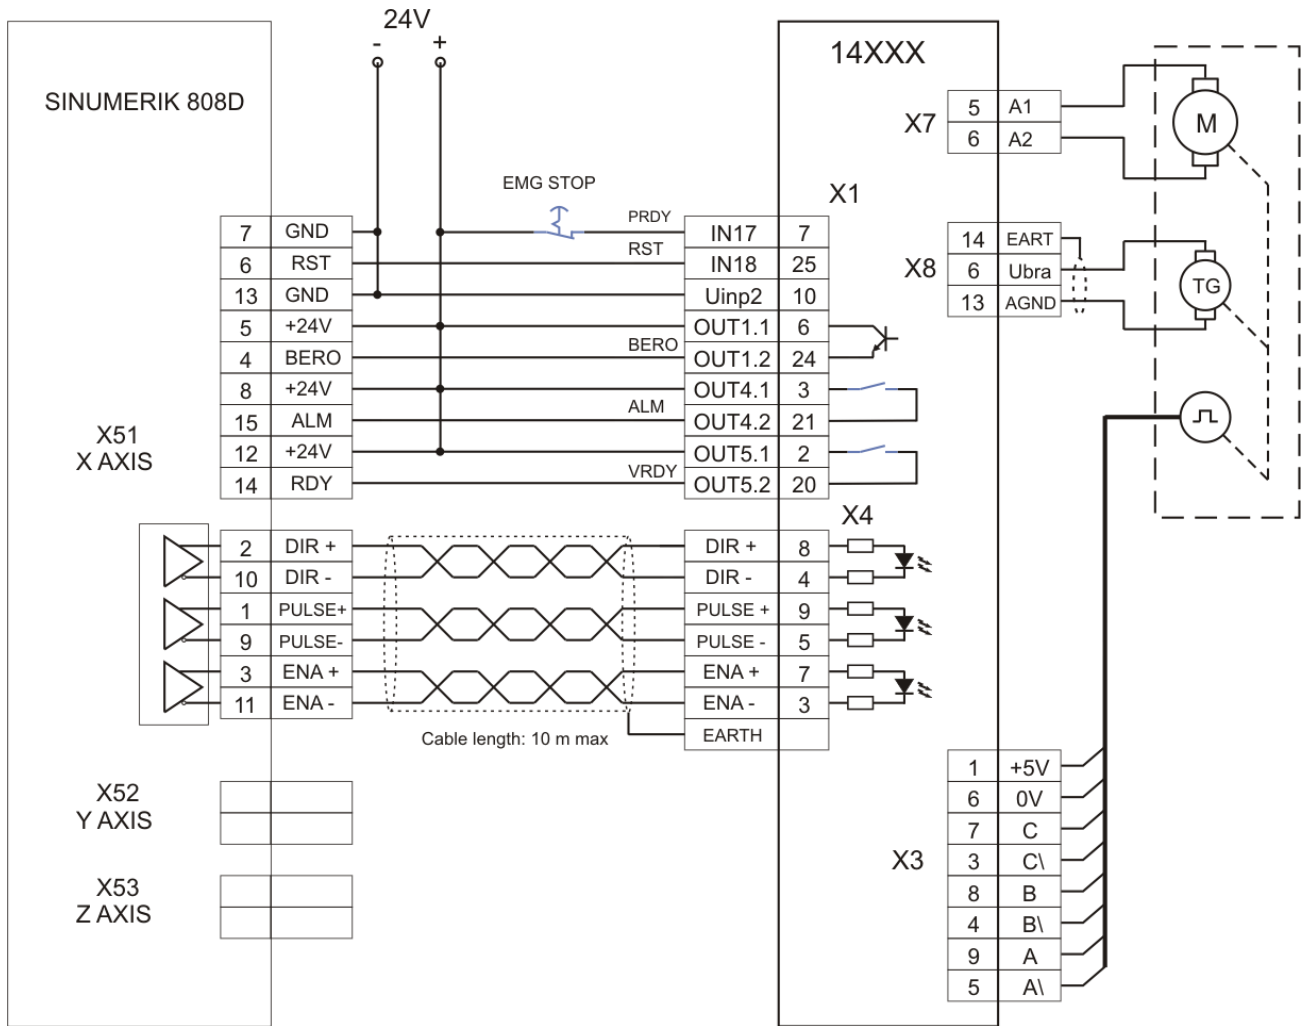 24V
- +
SINUMERIK 808D
14XXX
X7
5 A1
6 A2
M
X1
EMG STOP
PRDY
7 GND
IN17 7
RST
6 RST
IN18 25
13 GND
Uinp2 10
5 +24V
OUT1.1 6
BERO
4 BERO
OUT1.2 24
8 +24V
OUT4.1 3
ALM
15 ALM
OUT4.2 21
12 +24V
OUT5.1 2
VRDY
14 RDY
OUT5.2 20
X51
X AXIS
X8
14 EART
6 Ubra
13 AGND
TG
X4
2 DIR +
DIR + 8
10 DIR -
DIR - 4
1 PULSE+
PULSE + 9
9 PULSE-
PULSE - 5
3 ENA +
ENA + 7
11 ENA -
ENA - 3
EARTH
Cable length: 10 m max
X52
Y AXIS
X53
Z AXIS
X3
1 +5V
6 0V
7 C
3 C\
8 B
4 B\
9 A
5 A\